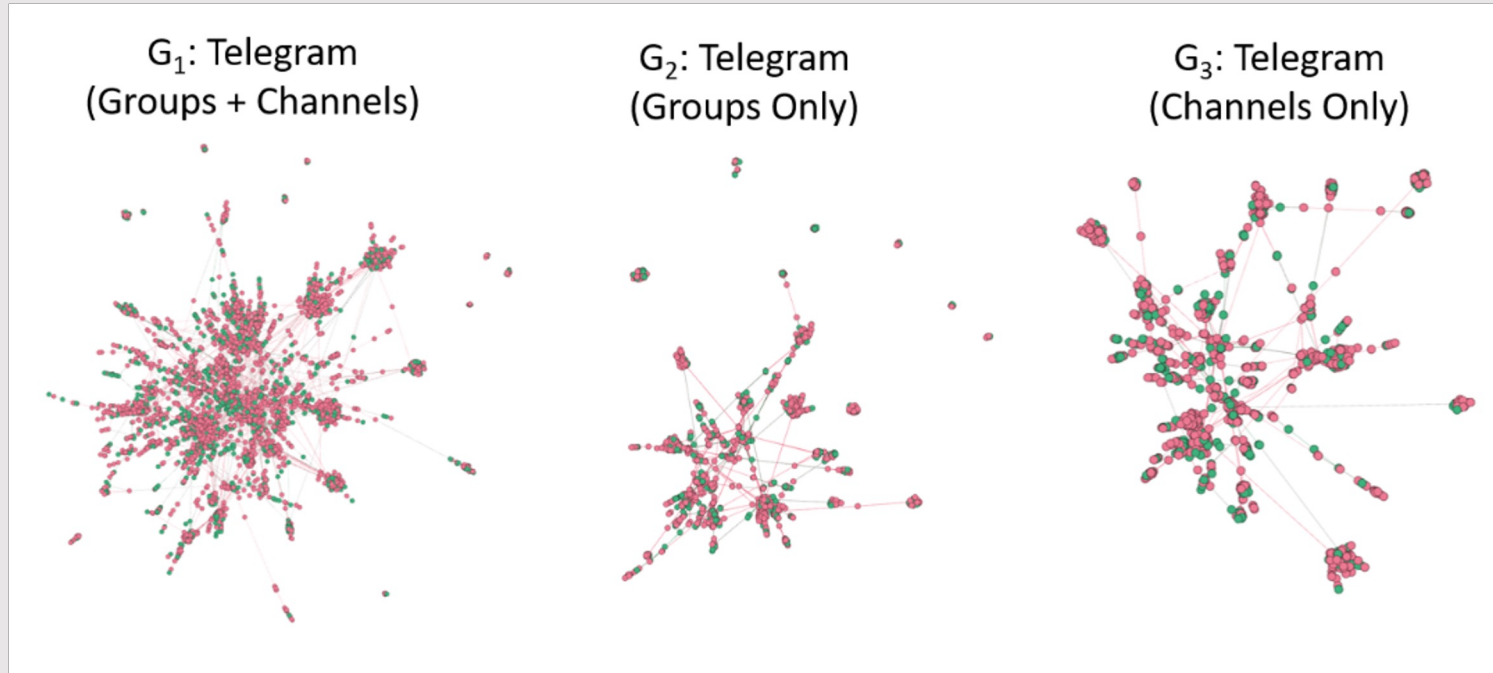 G₁: Telegram
(Groups + Channels)
G₂: Telegram
(Groups Only)
G₃: Telegram
(Channels Only)